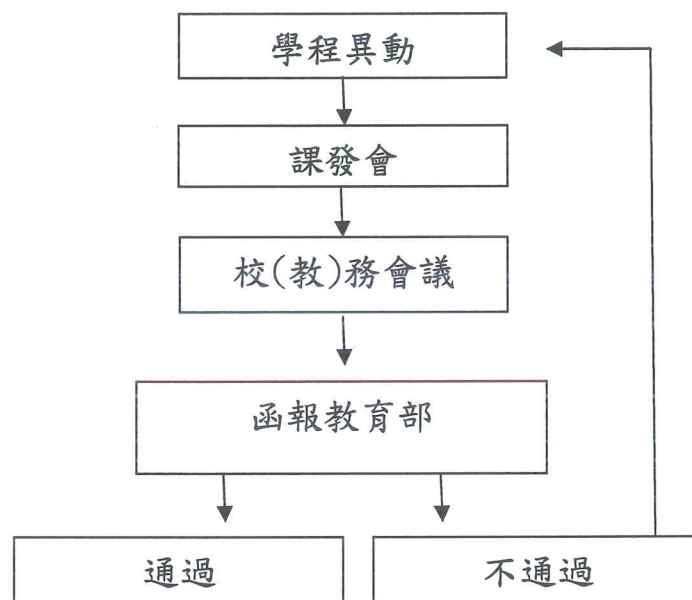 學程異動
課發會
校(教)務會議
函報教育部
通過
不通過